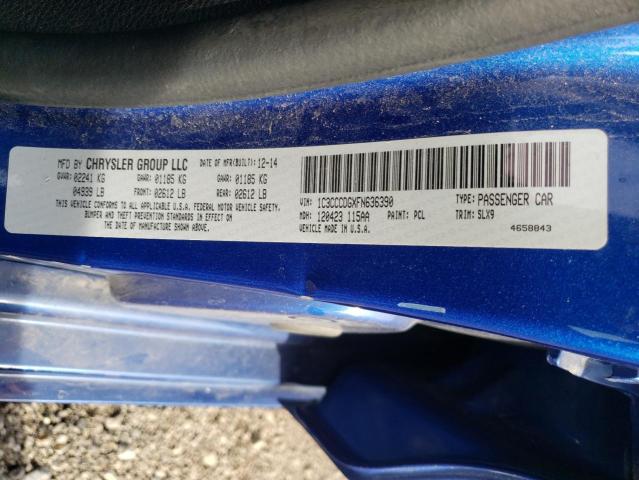 MFD BY CHRYSLER GROUP LLC DATE OF MFR(BUILT): 12-14
GVWR: 02241 KG GAWR: 01185 KG GAWR: 01185 KG
04939 LB FRONT: 02612 LB REAR: 02612 LB
THIS VEHICLE CONFORMS TO ALL APPLICABLE U.S.A. FEDERAL MOTOR VEHICLE SAFETY,
BUMPER AND THEFT PREVENTION STANDARDS IN EFFECT ON
THE DATE OF MANUFACTURE SHOWN ABOVE.
VIN: 1C3CCCDGXFN636390 TYPE: PASSENGER CAR
MDH: 120423 115AA PAINT: PCL TRIM: SLX9
VEHICLE MADE IN U.S.A. 4658843